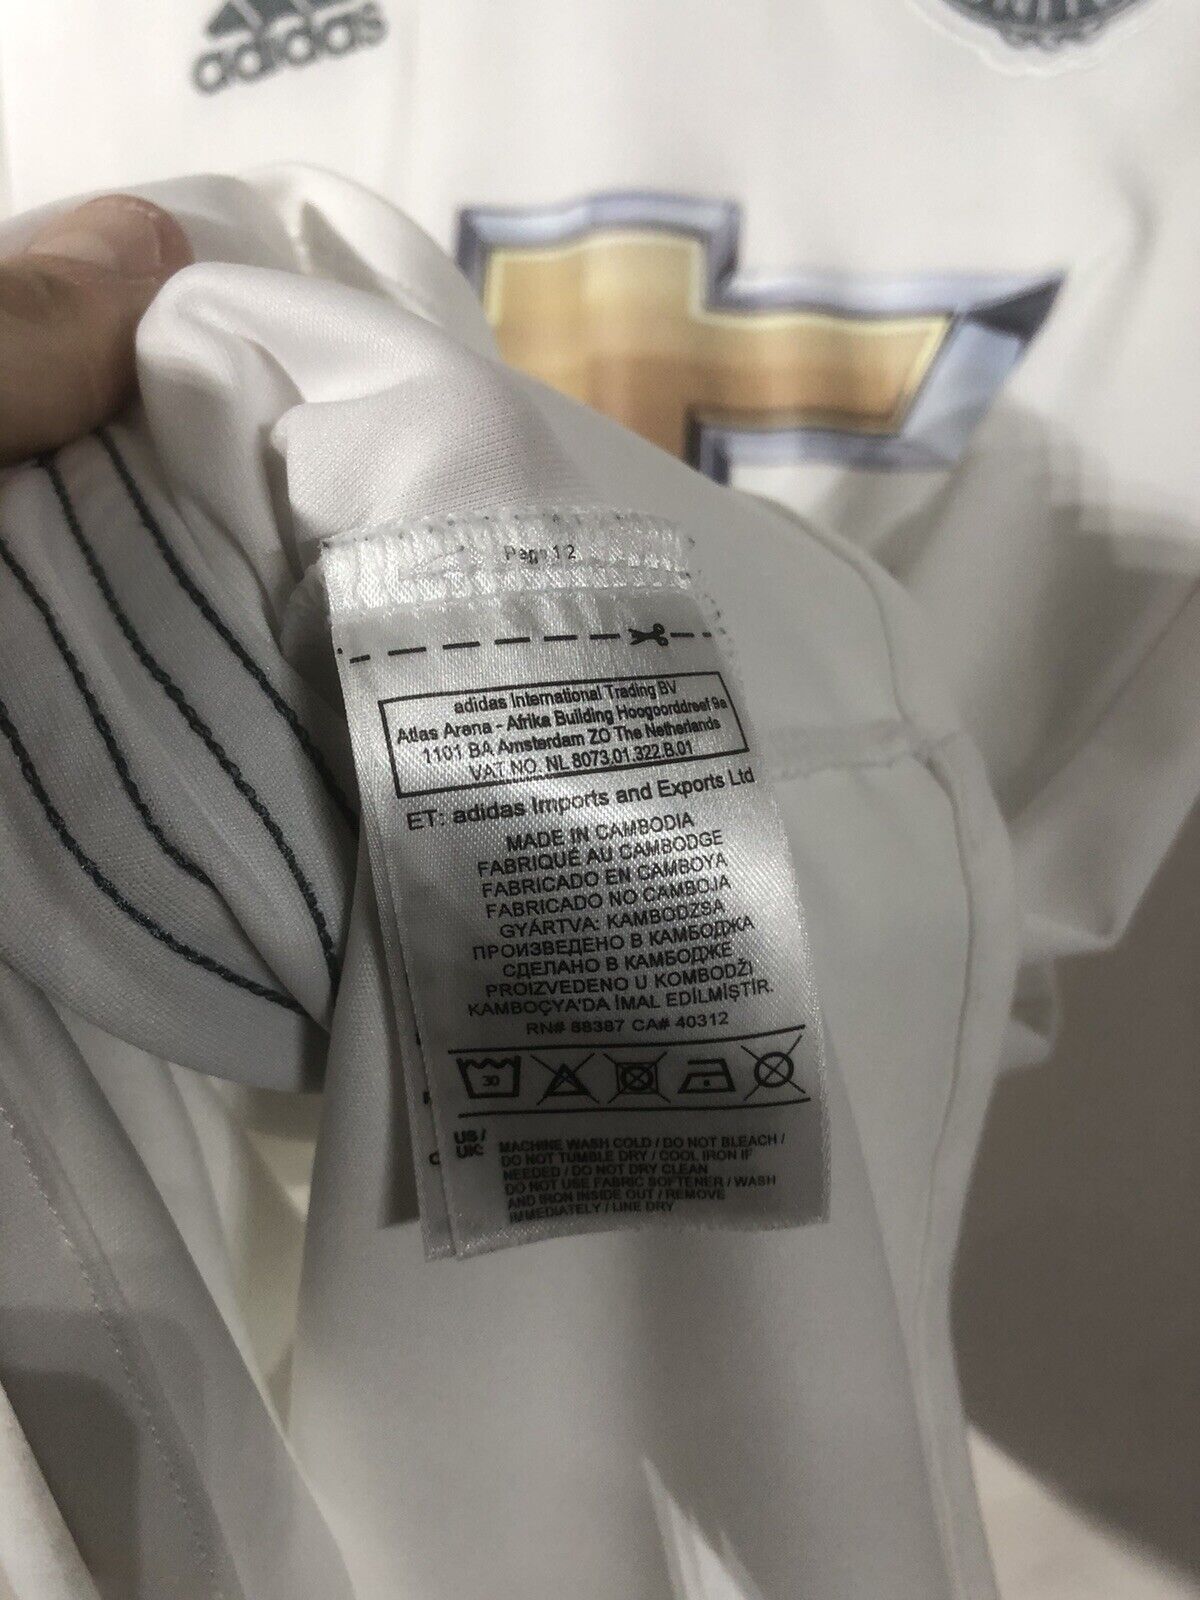 adidas
Page 12
adidas International Trading BV
Atlas Arena - Afrika Building Hoogoorddreef 9a
1101 BA Amsterdam ZO The Netherlands
VAT NO. NL 8073.01.322.B.01
ET: adidas Imports and Exports Ltd
MADE IN CAMBODIA
FABRIQUÉ AU CAMBODGE
FABRICADO EN CAMBOYA
FABRICADO NO CAMBOJA
GYÁRTVA: KAMBODZSA
ПРОИЗВЕДЕНО В КАМБОДЖА
СДЕЛАНО В КАМБОДЖЕ
PROIZVEDENO U KOMBODŽI
KAMBOÇYA'DA İMAL EDİLMİŞTİR.
RN# 88387 CA# 40312
30
US /
UK:
MACHINE WASH COLD / DO NOT BLEACH /
DO NOT TUMBLE DRY / COOL IRON IF
NEEDED / DO NOT DRY CLEAN
DO NOT USE FABRIC SOFTENER / WASH
AND IRON INSIDE OUT / REMOVE
IMMEDIATELY / LINE DRY